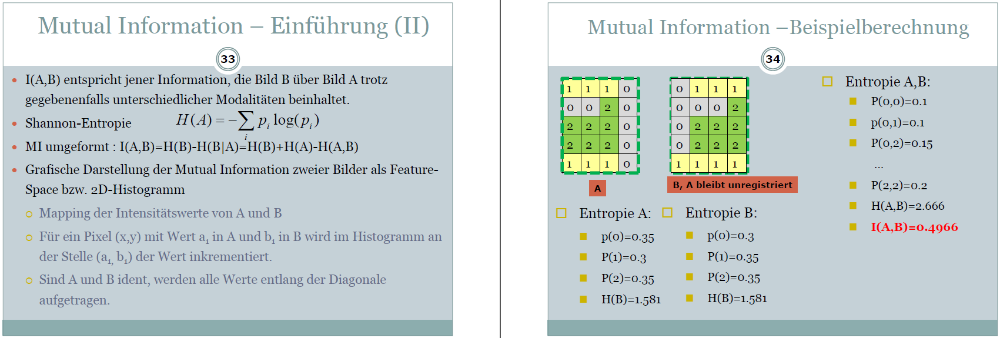 Mutual Information – Einführung (II)
33
I(A,B) entspricht jener Information, die Bild B über Bild A trotz
gegebenenfalls unterschiedlicher Modalitäten beinhaltet.
Shannon-Entropie H(A) = −∑ p_i log(p_i)
i
MI umgeformt : I(A,B)=H(B)-H(B|A)=H(B)+H(A)-H(A,B)
Grafische Darstellung der Mutual Information zweier Bilder als Feature-
Space bzw. 2D-Histogramm
Mapping der Intensitätswerte von A und B
Für ein Pixel (x,y) mit Wert a₁ in A und b₁ in B wird im Histogramm an
der Stelle (a₁, b₁) der Wert inkrementiert.
Sind A und B ident, werden alle Werte entlang der Diagonale
aufgetragen.
Mutual Information –Beispielberechnung
34
1 1 1 0
0 0 2 0
2 2 2 0
2 2 2 0
1 1 1 0
A
0 1 1 1
0 0 0 2
0 2 2 2
0 2 2 2
1 1 1 1
B, A bleibt unregistriert
Entropie A:
p(0)=0.35
P(1)=0.3
P(2)=0.35
H(B)=1.581
Entropie B:
p(0)=0.3
P(1)=0.35
P(2)=0.35
H(B)=1.581
Entropie A,B:
P(0,0)=0.1
p(0,1)=0.1
P(0,2)=0.15
...
P(2,2)=0.2
H(A,B)=2.666
I(A,B)=0.4966